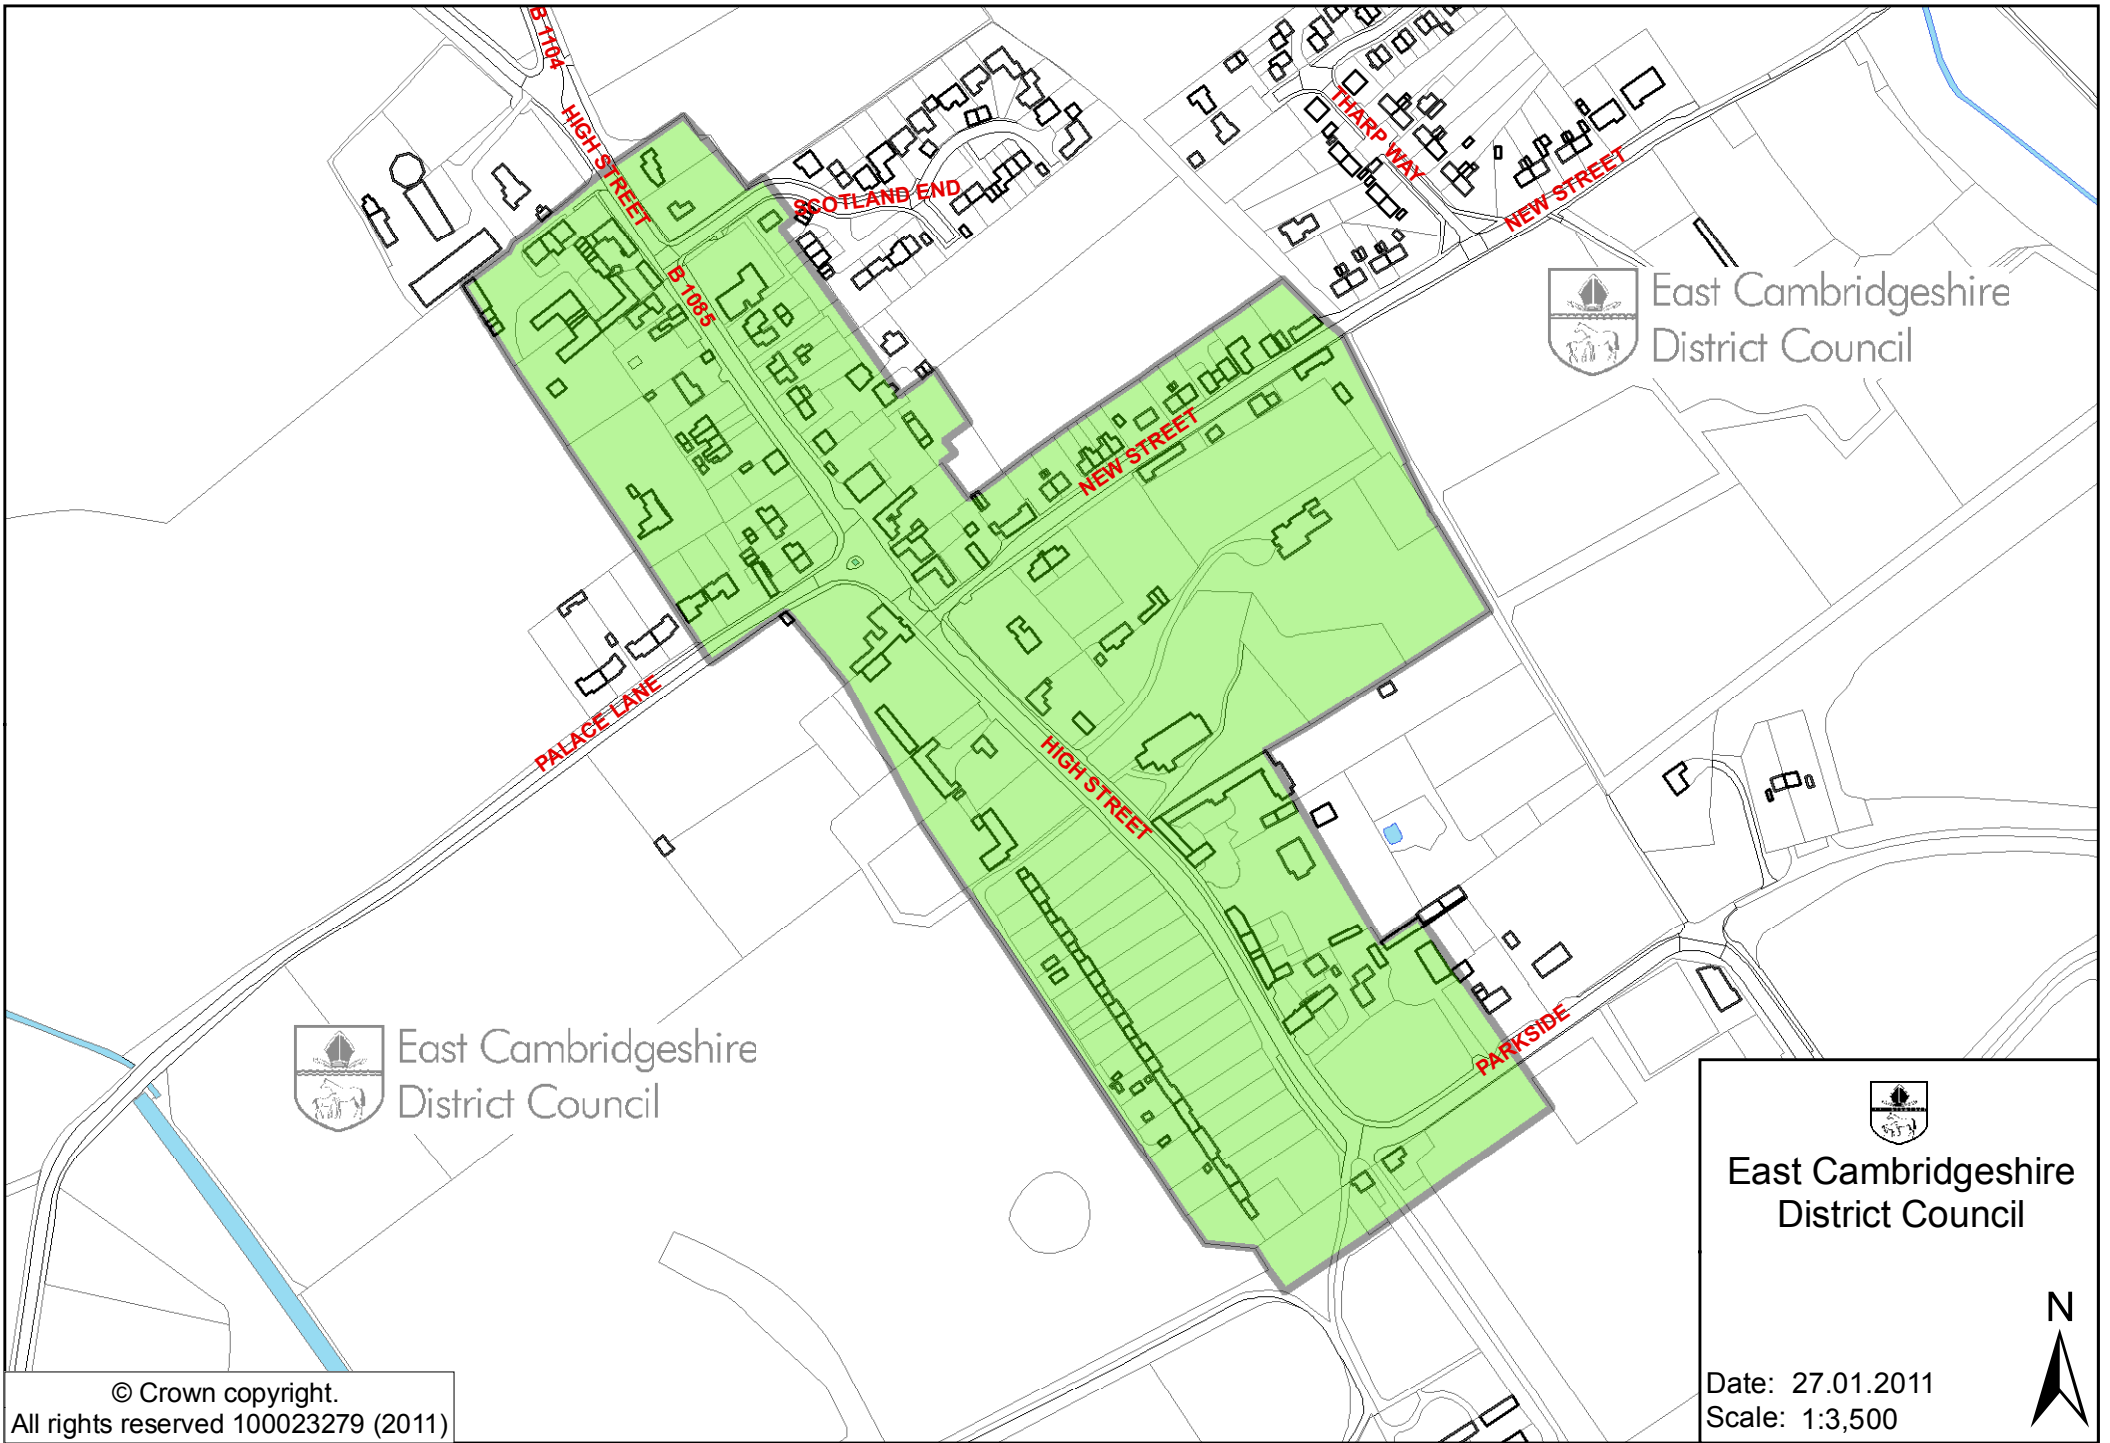 B 1104
HIGH STREET
SCOTLAND END
THARP WAY
NEW STREET
B 1085
East Cambridgeshire
District Council
NEW STREET
PALACE LANE
HIGH STREET
PARKSIDE
East Cambridgeshire
District Council
East Cambridgeshire
District Council
N
Date: 27.01.2011
Scale: 1:3,500
© Crown copyright.
All rights reserved 100023279 (2011)